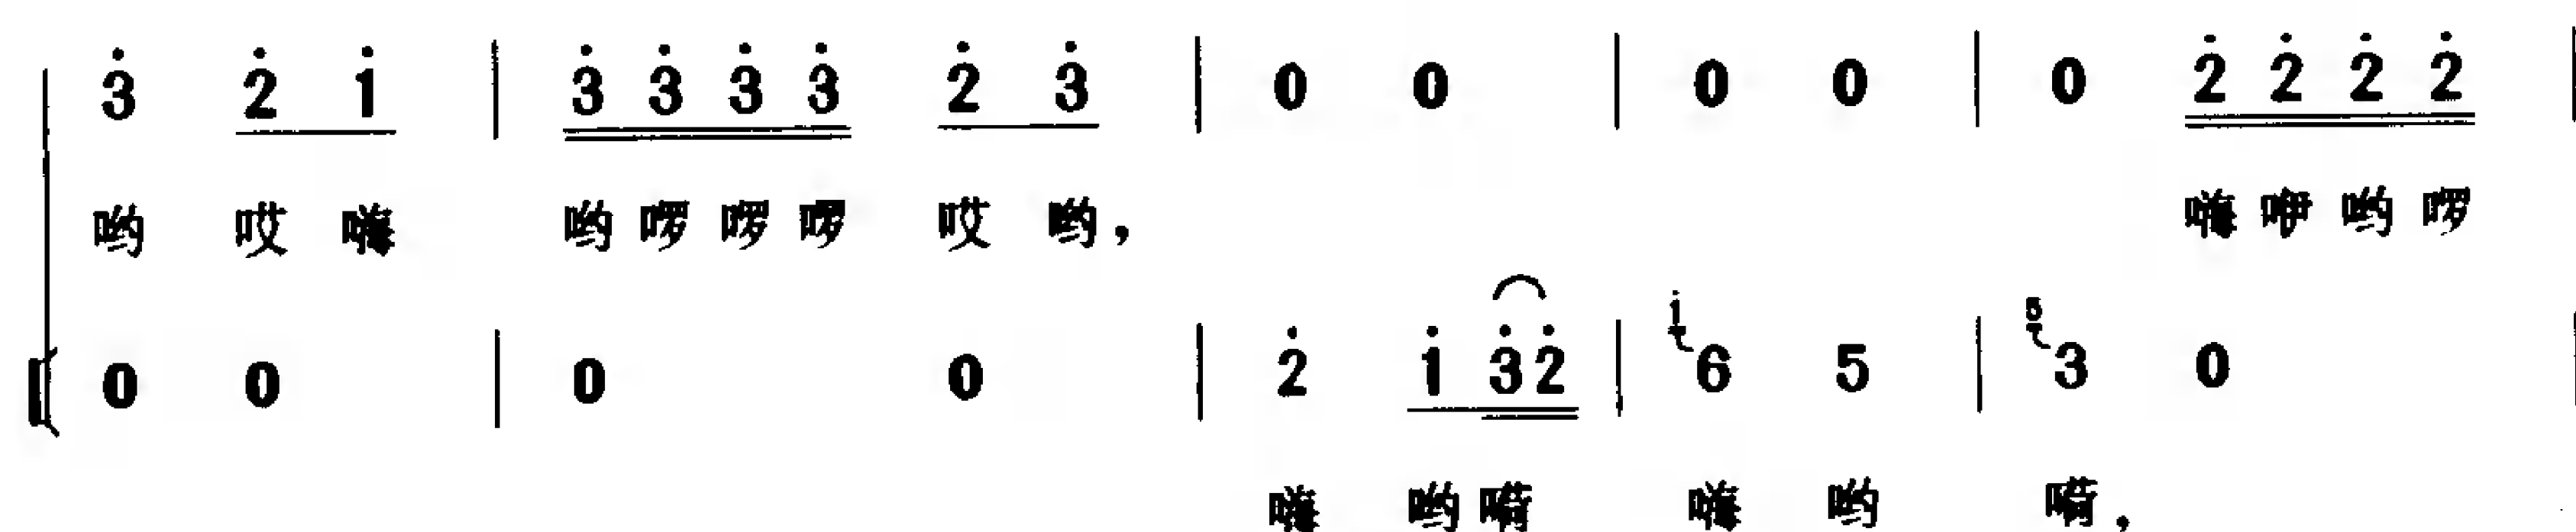 3̇ 2̇ 1̇ | 3̇ 3̇ 3̇ 3̇ 2̇ 3̇ | 0 0 | 0 0 | 0 2̇ 2̇ 2̇ 2̇ |
哟 哎 嗨 哟 啰 啰 啰 哎 哟， 嗨 咿 哟 啰
0 0 | 0 0 | 2̇ 1̇ 3̇ 2̇ | 1̇ 6 5 | 5 3 0 |
嗨 哟 嗬 嗨 哟 嗬，